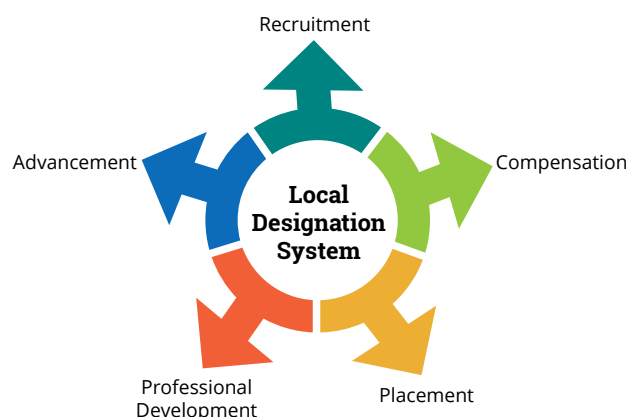 Recruitment
Advancement
Compensation
Local
Designation
System
Professional
Development
Placement